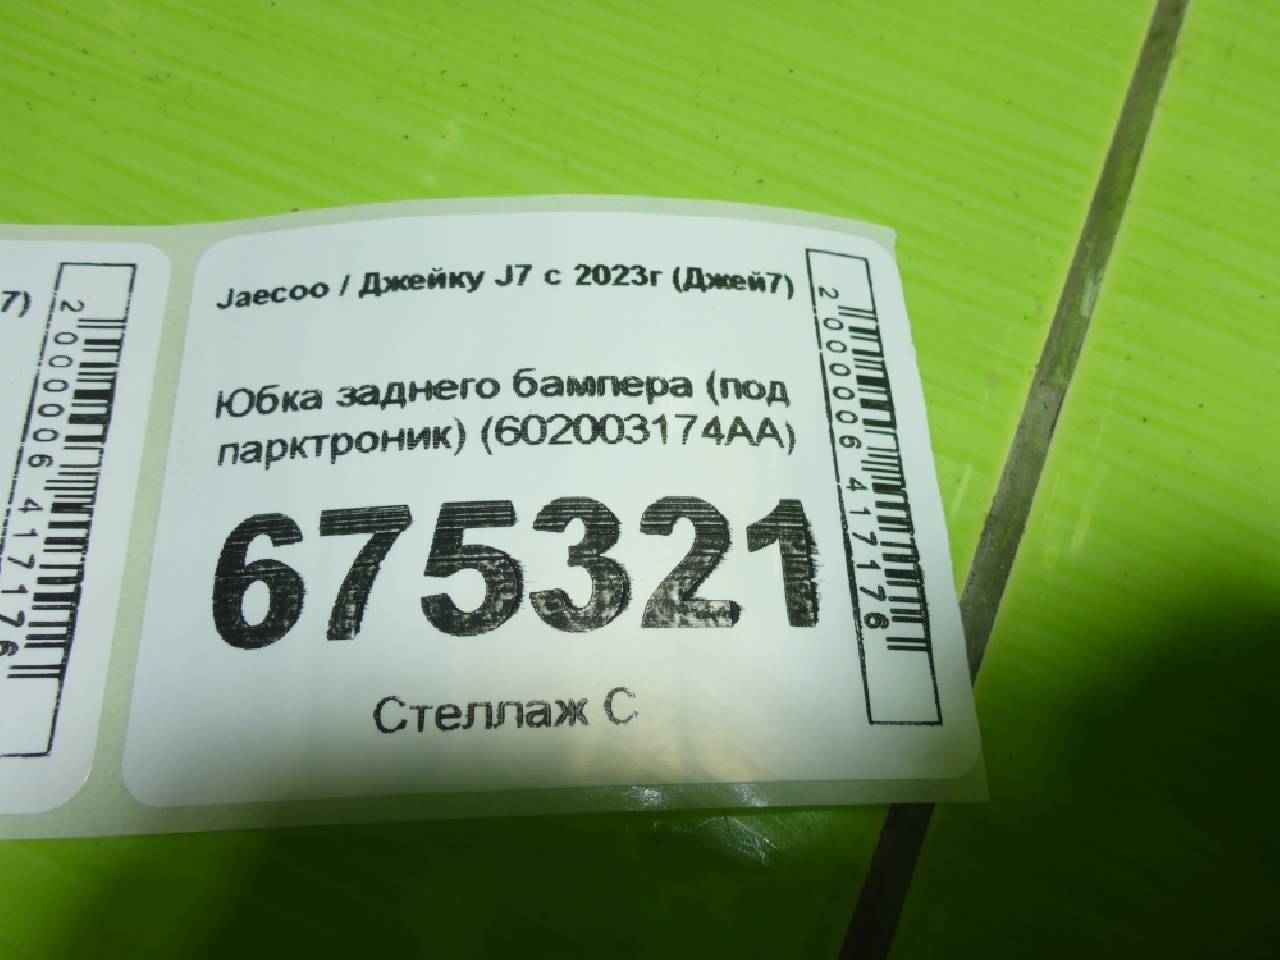 7)
2000006417176
Jaecoo / Джейку J7 с 2023г (Джей7)
Юбка заднего бампера (под
парктроник) (602003174AA)
675321
Стеллаж С
2000006417176